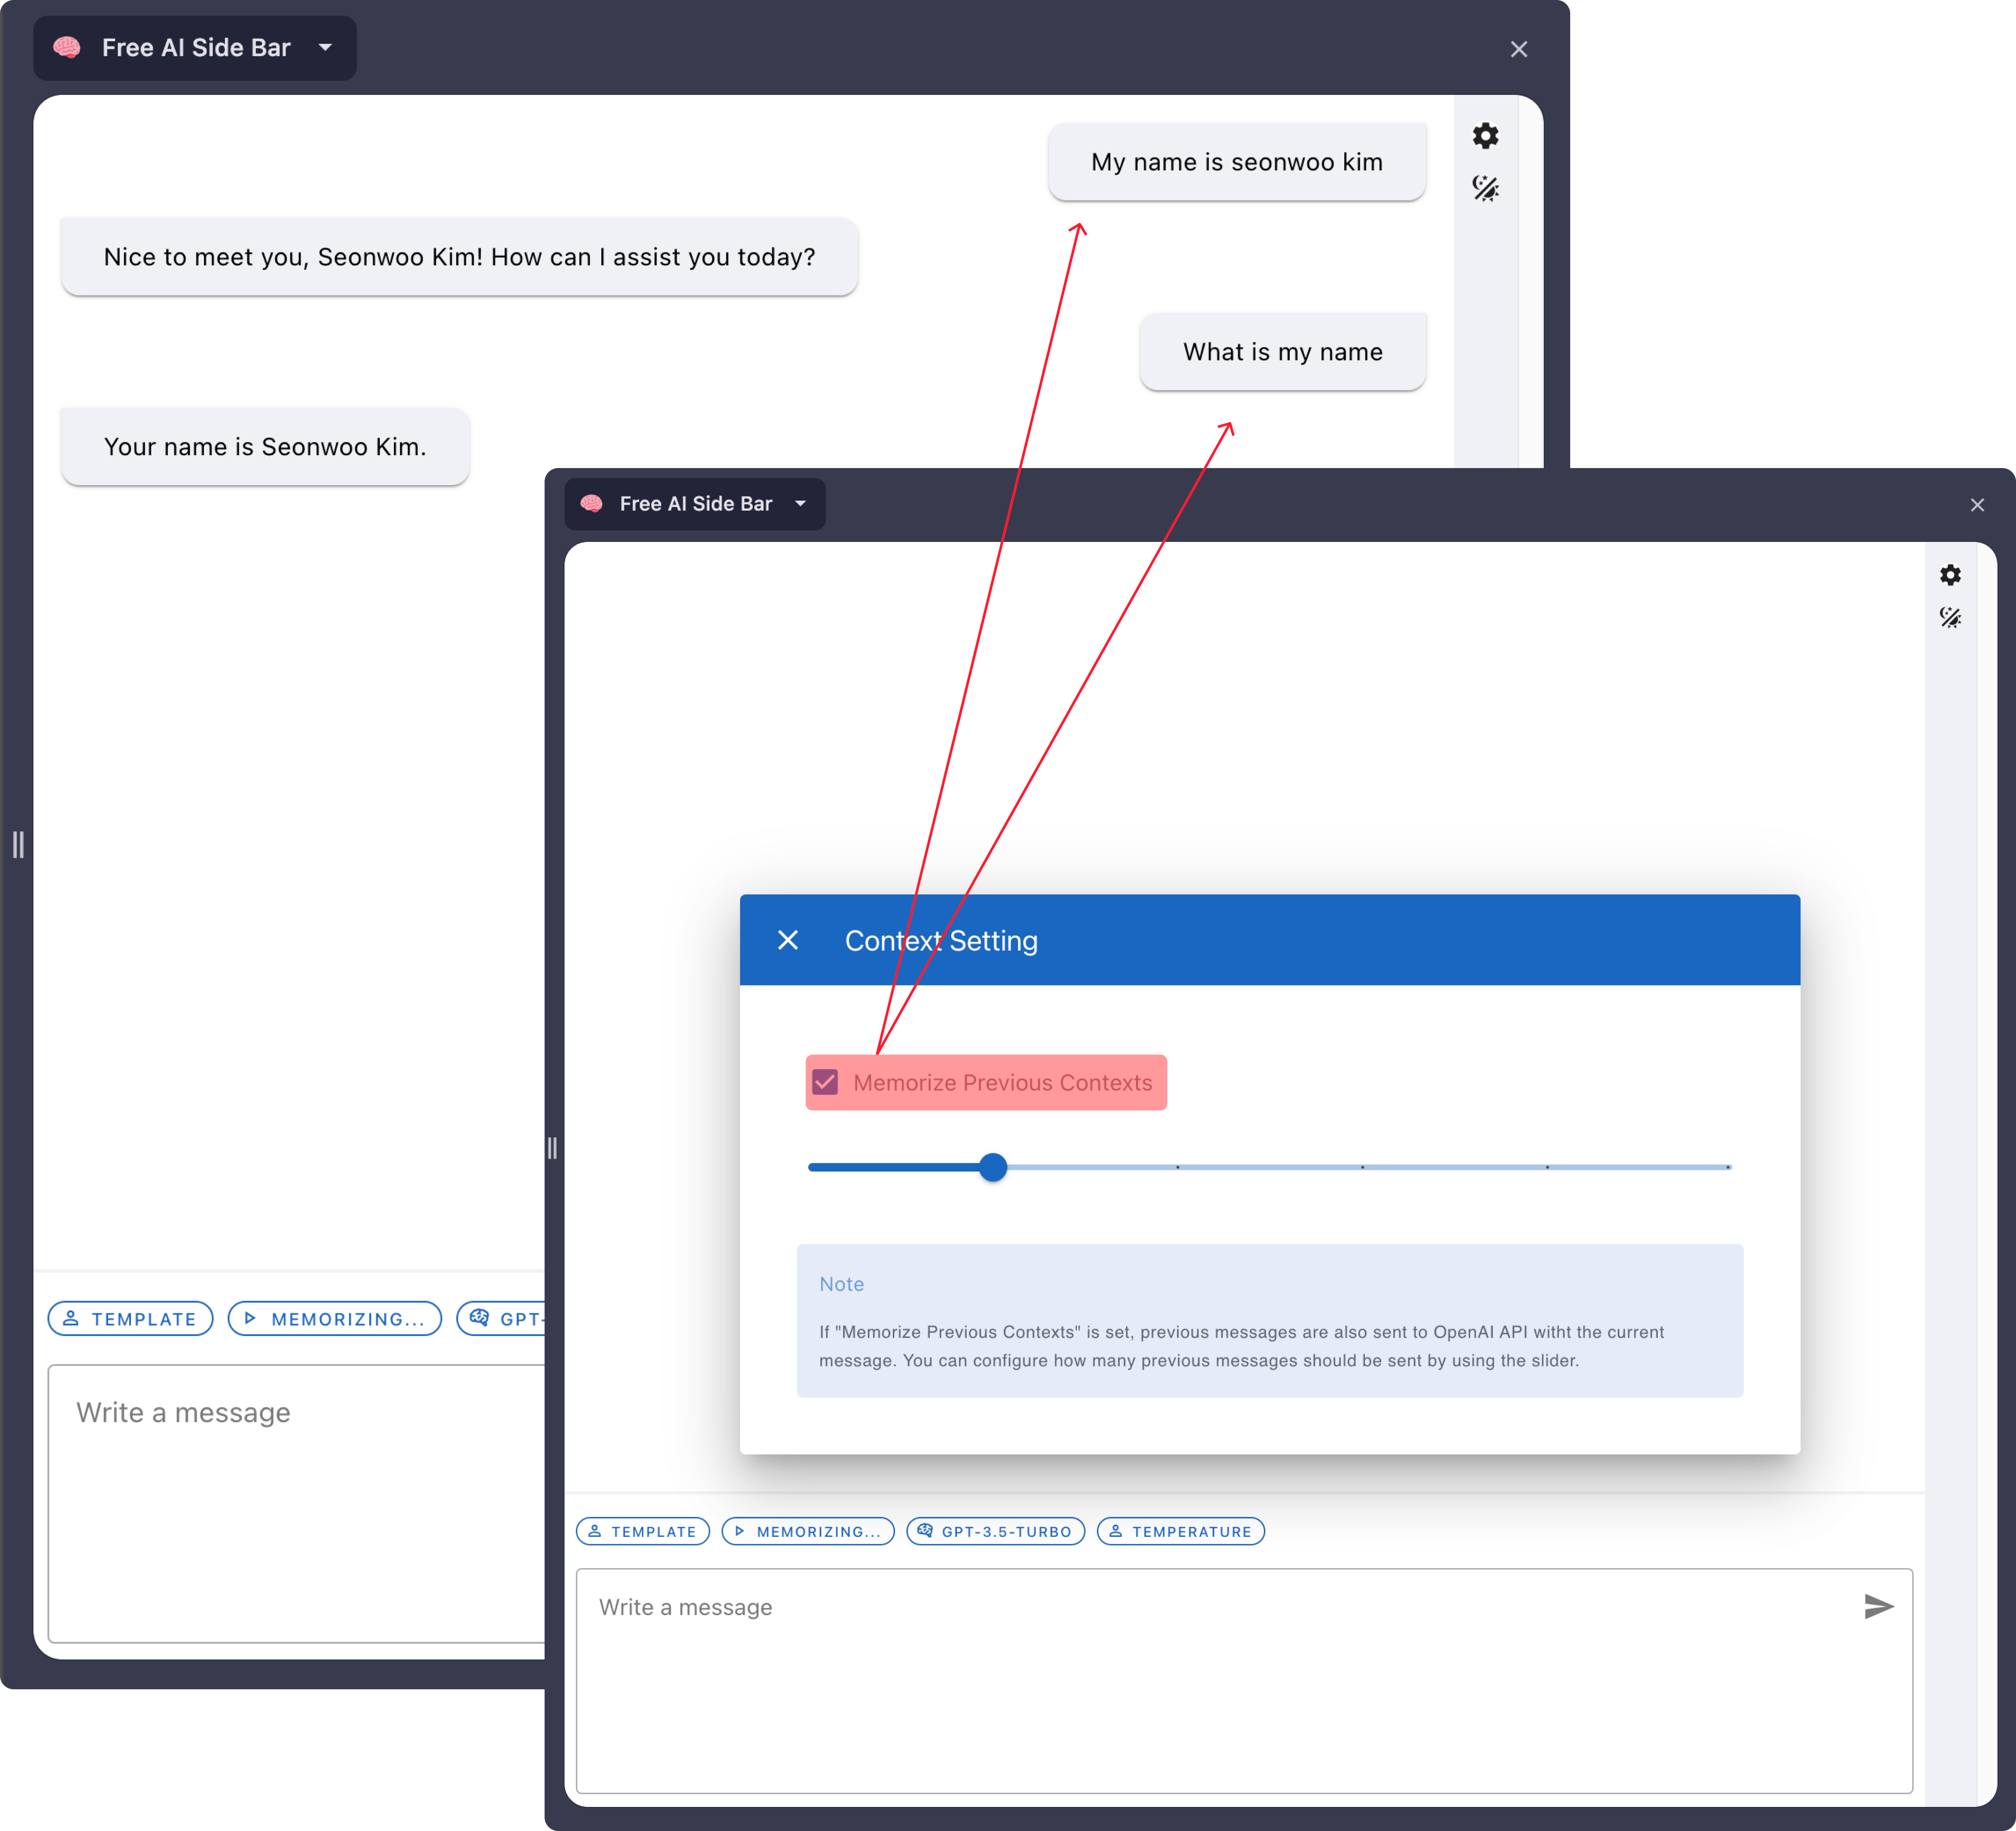 Free AI Side Bar
My name is seonwoo kim
Nice to meet you, Seonwoo Kim! How can I assist you today?
What is my name
Your name is Seonwoo Kim.
TEMPLATE
MEMORIZING...
GPT-
Write a message
Free AI Side Bar
Context Setting
Memorize Previous Contexts
Note
If "Memorize Previous Contexts" is set, previous messages are also sent to OpenAI API witht the current
message. You can configure how many previous messages should be sent by using the slider.
TEMPLATE
MEMORIZING...
GPT-3.5-TURBO
TEMPERATURE
Write a message